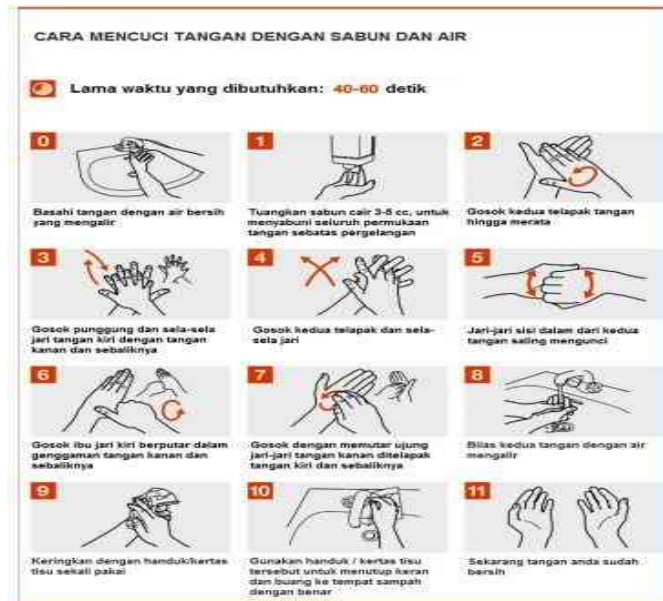 CARA MENCUCI TANGAN DENGAN SABUN DAN AIR
Lama waktu yang dibutuhkan: 40-60 detik
0
Basahi tangan dengan air bersih
yang mengalir
1
Tuangkan sabun cair 3-5 cc, untuk
menyabuni seluruh permukaan
tangan sebatas pergelangan
2
Gosok kedua telapak tangan
hingga merata
3
Gosok punggung dan sela-sela
jari tangan kiri dengan tangan
kanan dan sebaliknya
4
Gosok kedua telapak dan sela-
sela jari
5
Jari-jari sisi dalam dari kedua
tangan saling mengunci
6
Gosok ibu jari kiri berputar dalam
genggaman tangan kanan dan
sebaliknya
7
Gosok dengan memutar ujung
jari-jari tangan kanan ditelapak
tangan kiri dan sebaliknya
8
Bilas kedua tangan dengan air
mengalir
9
Keringkan dengan handuk/kertas
tisu sekali pakai
10
Gunakan handuk / kertas tisu
tersebut untuk menutup keran
dan buang ke tempat sampah
dengan benar
11
Sekarang tangan anda sudah
bersih